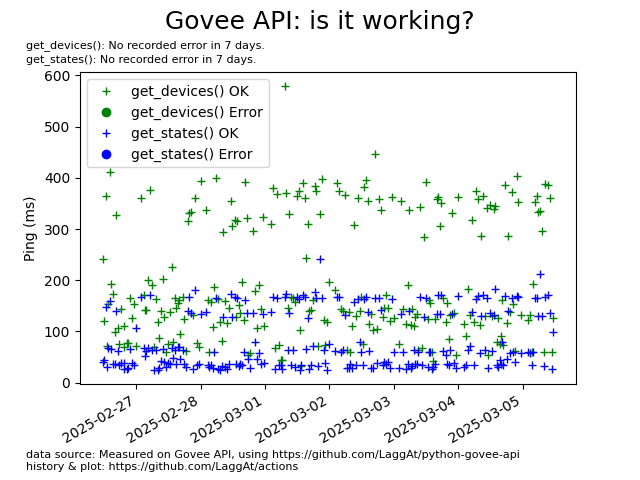 Govee API: is it working?
get_devices(): No recorded error in 7 days.
get_states(): No recorded error in 7 days.
600
500
400
300
200
100
0
Ping (ms)
get_devices() OK
get_devices() Error
get_states() OK
get_states() Error
2025-02-27
2025-02-28
2025-03-01
2025-03-02
2025-03-03
2025-03-04
2025-03-05
data source: Measured on Govee API, using https://github.com/LaggAt/python-govee-api
history & plot: https://github.com/LaggAt/actions